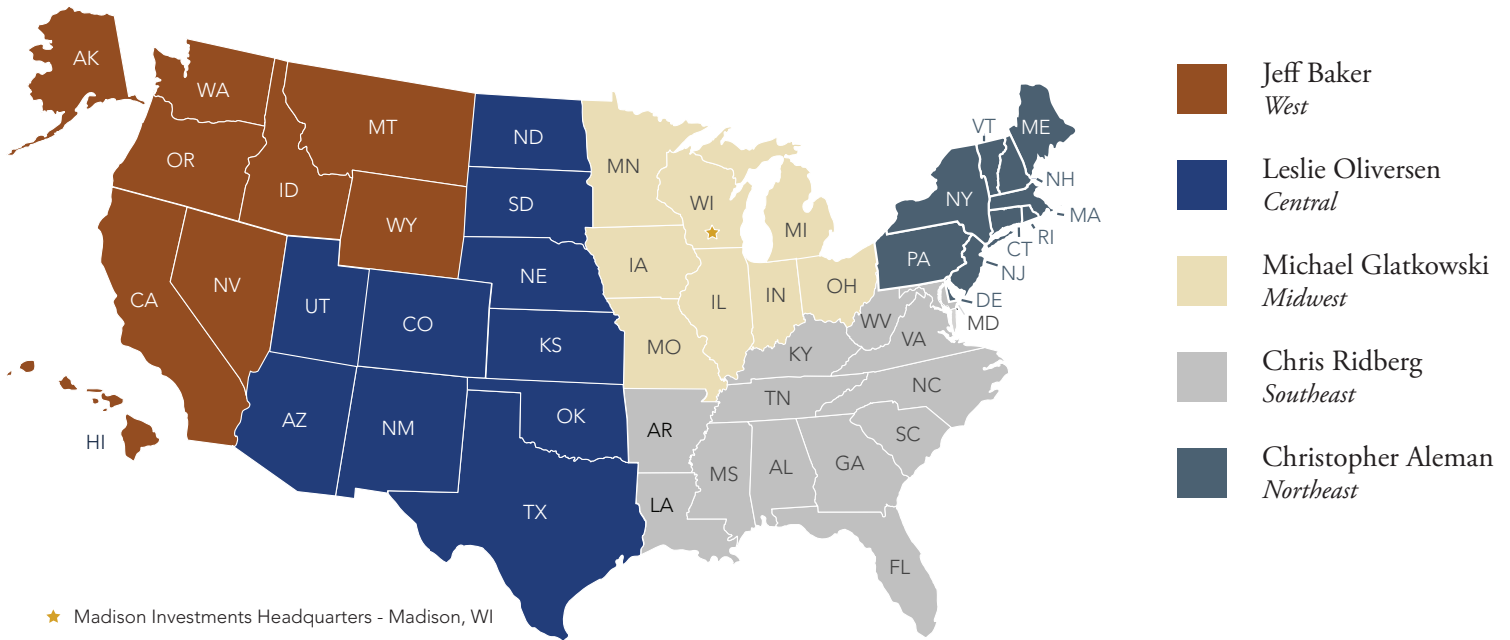 AK
WA
MT
ND
MN
VT
ME
OR
ID
SD
WI
NY
NH
WY
MI
MA
RI
CT
PA
NJ
CA
NV
UT
CO
NE
IA
IL
IN
OH
DE
MD
KS
MO
WV
VA
KY
AZ
NM
OK
AR
TN
NC
SC
MS
AL
GA
LA
TX
FL
HI
Madison Investments Headquarters - Madison, WI
Jeff Baker
West
Leslie Oliversen
Central
Michael Glatkowski
Midwest
Chris Ridberg
Southeast
Christopher Aleman
Northeast